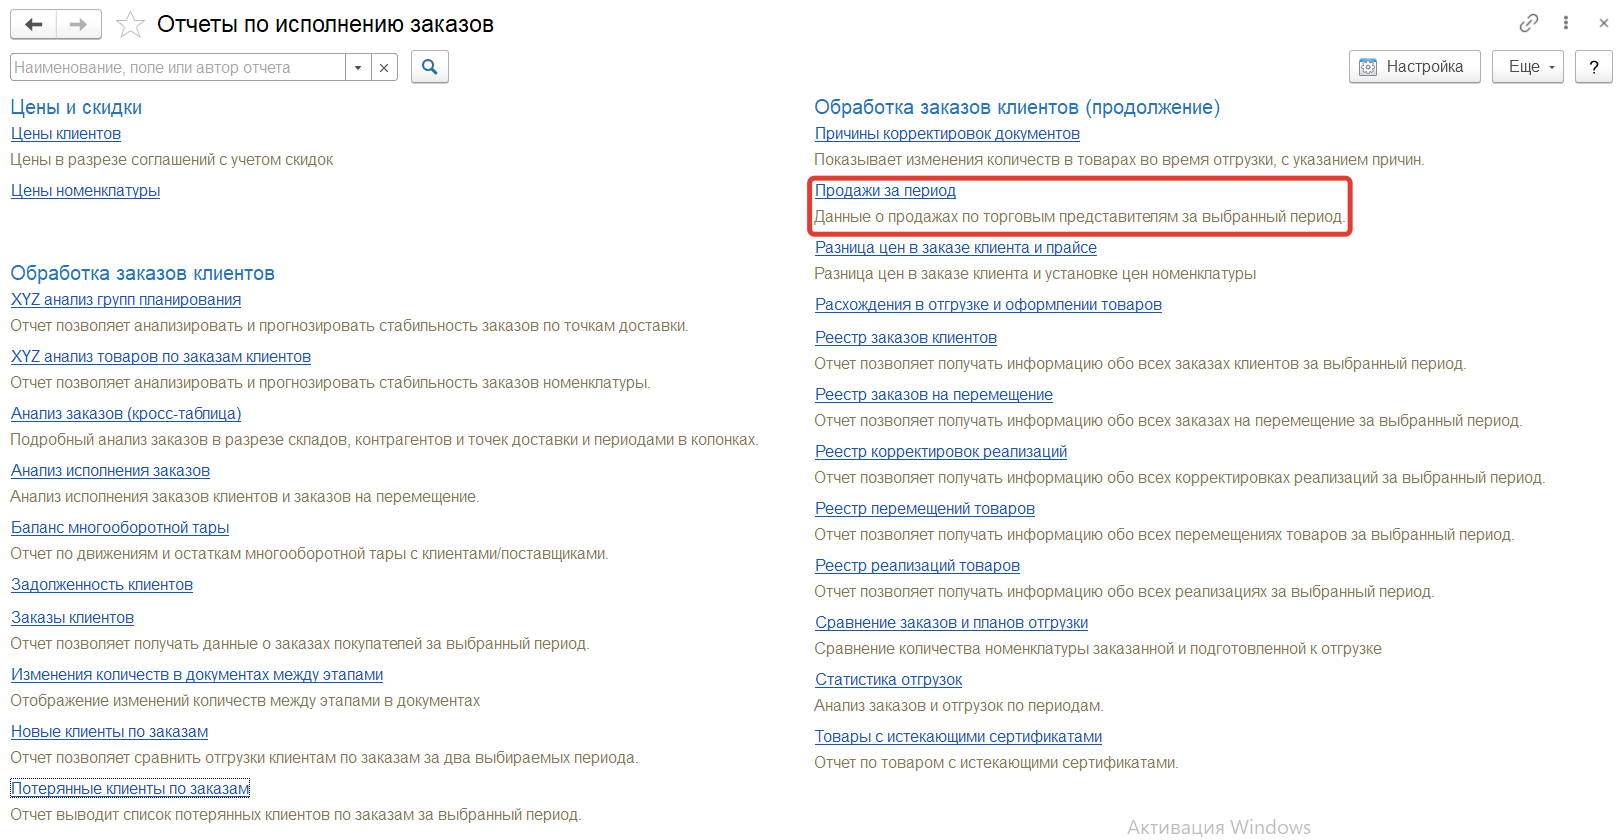 Отчеты по исполнению заказов
Наименование, поле или автор отчета
Настройка
Еще
?
Цены и скидки
Цены клиентов
Цены в разрезе соглашений с учетом скидок
Цены номенклатуры
Обработка заказов клиентов
XYZ анализ групп планирования
Отчет позволяет анализировать и прогнозировать стабильность заказов по точкам доставки.
XYZ анализ товаров по заказам клиентов
Отчет позволяет анализировать и прогнозировать стабильность заказов номенклатуры.
Анализ заказов (кросс-таблица)
Подробный анализ заказов в разрезе складов, контрагентов и точек доставки и периодами в колонках.
Анализ исполнения заказов
Анализ исполнения заказов клиентов и заказов на перемещение.
Баланс многооборотной тары
Отчет по движениям и остаткам многооборотной тары с клиентами/поставщиками.
Задолженность клиентов
Заказы клиентов
Отчет позволяет получать данные о заказах покупателей за выбранный период.
Изменения количеств в документах между этапами
Отображение изменений количеств между этапами в документах
Новые клиенты по заказам
Отчет позволяет сравнить отгрузки клиентам по заказам за два выбираемых периода.
Потерянные клиенты по заказам
Отчет выводит список потерянных клиентов по заказам за выбранный период.
Обработка заказов клиентов (продолжение)
Причины корректировок документов
Показывает изменения количеств в товарах во время отгрузки, с указанием причин.
Продажи за период
Данные о продажах по торговым представителям за выбранный период.
Разница цен в заказе клиента и прайсе
Разница цен в заказе клиента и установке цен номенклатуры
Расхождения в отгрузке и оформлении товаров
Реестр заказов клиентов
Отчет позволяет получать информацию обо всех заказах клиентов за выбранный период.
Реестр заказов на перемещение
Отчет позволяет получать информацию обо всех заказах на перемещение за выбранный период.
Реестр корректировок реализаций
Отчет позволяет получать информацию обо всех корректировках реализаций за выбранный период.
Реестр перемещений товаров
Отчет позволяет получать информацию обо всех перемещениях товаров за выбранный период.
Реестр реализаций товаров
Отчет позволяет получать информацию обо всех реализациях за выбранный период.
Сравнение заказов и планов отгрузки
Сравнение количества номенклатуры заказанной и подготовленной к отгрузке
Статистика отгрузок
Анализ заказов и отгрузок по периодам.
Товары с истекающими сертификатами
Отчет по товаром с истекающими сертификатами.
Активация Windows